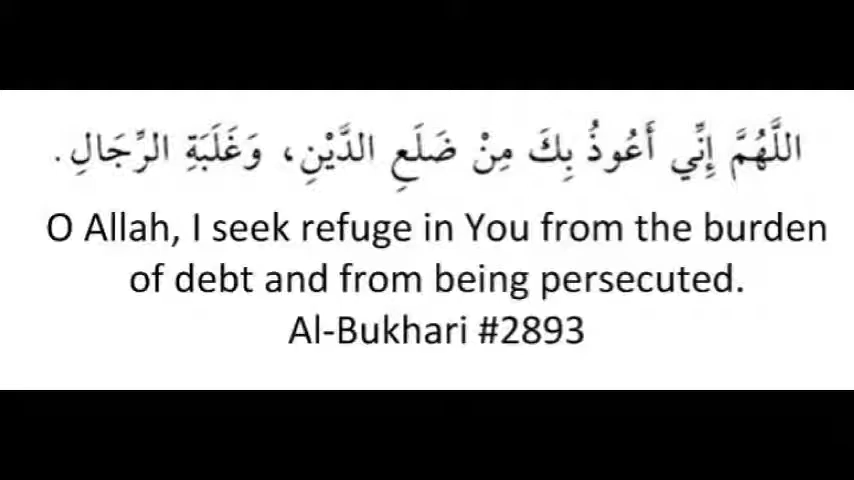 اللَّهُمَّ إِنِّي أَعُوذُ بِكَ مِنْ ضَلَعِ الدَّيْنِ، وَغَلَبَةِ الرِّجَالِ.
O Allah, I seek refuge in You from the burden
of debt and from being persecuted.
Al-Bukhari #2893